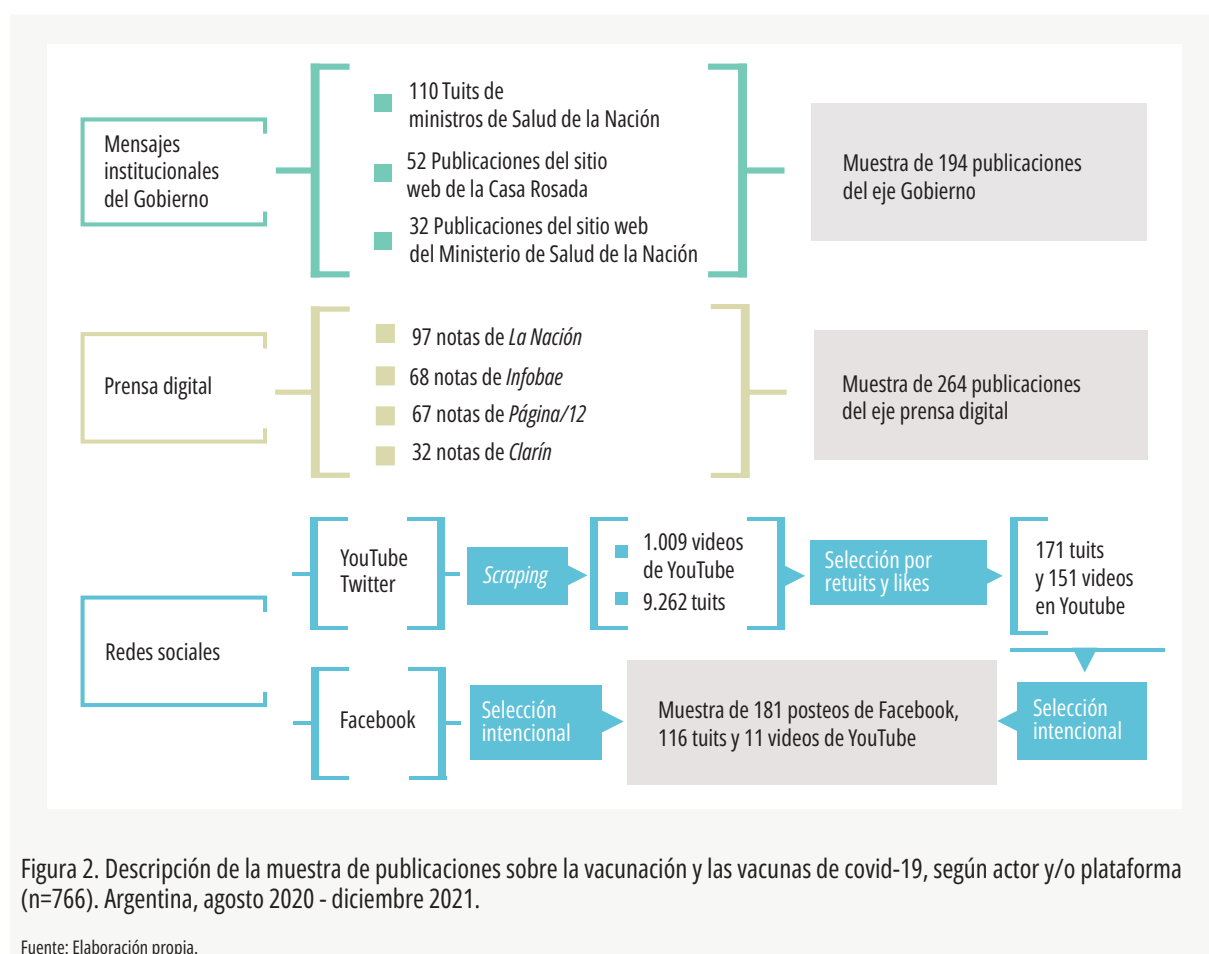 Mensajes
institucionales
del Gobierno
110 Tuits de
ministros de Salud de la Nación
52 Publicaciones del sitio
web de la Casa Rosada
32 Publicaciones del sitio web
del Ministerio de Salud de la Nación
Muestra de 194 publicaciones
del eje Gobierno
Prensa digital
97 notas de La Nación
68 notas de Infobae
67 notas de Página/12
32 notas de Clarín
Muestra de 264 publicaciones
del eje prensa digital
Redes sociales
YouTube
Twitter
Scraping
1.009 videos
de YouTube
9.262 tuits
Selección por
retuits y likes
171 tuits
y 151 videos
en Youtube
Facebook
Selección
intencional
Muestra de 181 posteos de Facebook,
116 tuits y 11 videos de YouTube
Selección
intencional
Figura 2. Descripción de la muestra de publicaciones sobre la vacunación y las vacunas de covid-19, según actor y/o plataforma
(n=766). Argentina, agosto 2020 - diciembre 2021.
Fuente: Elaboración propia.